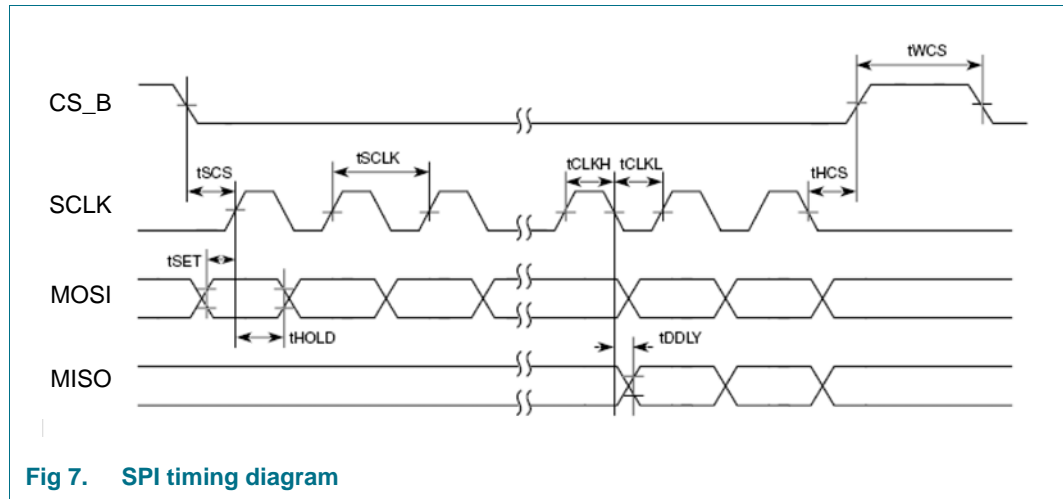 tWCS
CS_B
tSCS
tSCLK
tCLKH
tCLKL
tHCS
SCLK
tSET
MOSI
tHOLD
tDDLY
MISO
Fig 7. SPI timing diagram